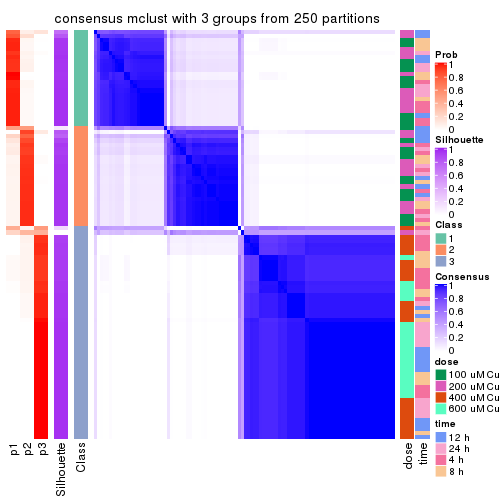 consensus mclust with 3 groups from 250 partitions
Prob
1
0.8
0.6
0.4
0.2
0
Silhouette
1
0.8
0.6
0.4
0.2
0
Class
1
2
3
Consensus
1
0.8
0.6
0.4
0.2
0
dose
100 uM Cu
200 uM Cu
400 uM Cu
600 uM Cu
time
12 h
24 h
4 h
8 h
p1
p2
p3
Silhouette
Class
dose
time